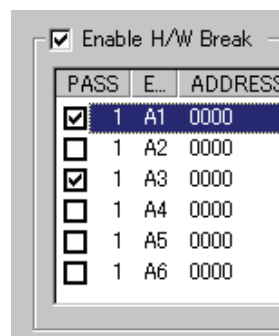 Enable H/W Break
PASS E... ADDRESS
1 A1 0000
1 A2 0000
1 A3 0000
1 A4 0000
1 A5 0000
1 A6 0000